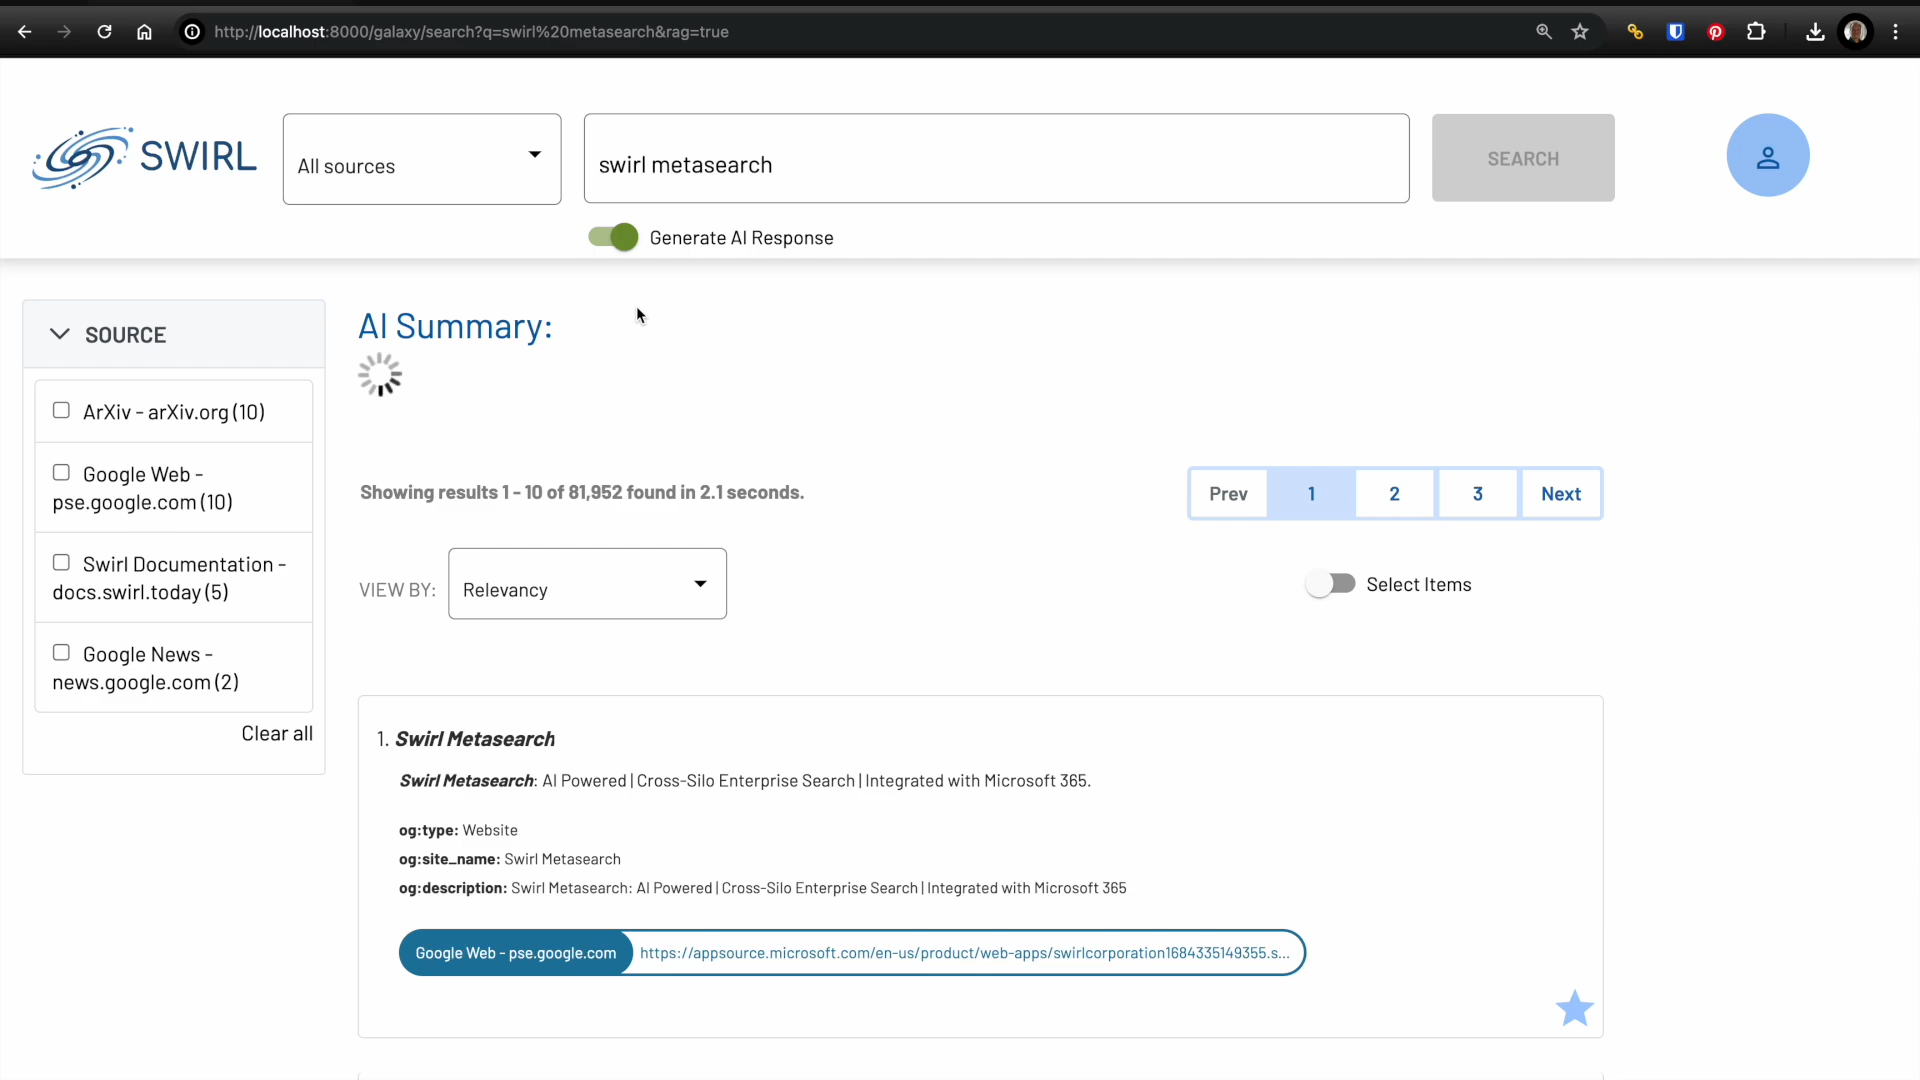 http://localhost:8000/galaxy/search?q=swirl%20metasearch&rag=true
SWIRL
All sources
swirl metasearch
SEARCH
Generate AI Response
SOURCE
ArXiv - arXiv.org (10)
Google Web -
pse.google.com (10)
Swirl Documentation -
docs.swirl.today (5)
Google News -
news.google.com (2)
Clear all
AI Summary:
Showing results 1 - 10 of 81,952 found in 2.1 seconds.
Prev 1 2 3 Next
VIEW BY: Relevancy
Select Items
1. Swirl Metasearch
Swirl Metasearch: AI Powered | Cross-Silo Enterprise Search | Integrated with Microsoft 365.
og:type: Website
og:site_name: Swirl Metasearch
og:description: Swirl Metasearch: AI Powered | Cross-Silo Enterprise Search | Integrated with Microsoft 365
Google Web - pse.google.com https://appsource.microsoft.com/en-us/product/web-apps/swirlcorporation1684335149355.s...